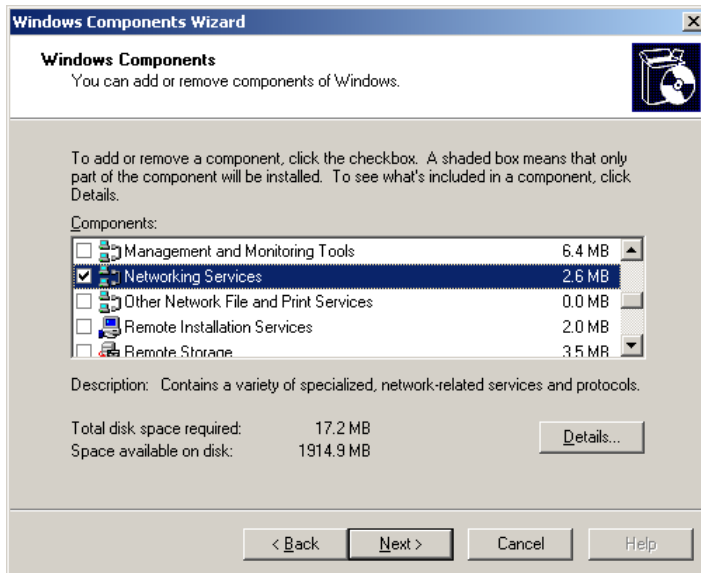 Windows Components Wizard
Windows Components
You can add or remove components of Windows.
To add or remove a component, click the checkbox. A shaded box means that only
part of the component will be installed. To see what's included in a component, click
Details.
Components:
Management and Monitoring Tools 6.4 MB
Networking Services 2.6 MB
Other Network File and Print Services 0.0 MB
Remote Installation Services 2.0 MB
Remote Storage 3.5 MB
Description: Contains a variety of specialized, network-related services and protocols.
Total disk space required: 17.2 MB
Space available on disk: 1914.9 MB
Details...
< Back Next > Cancel Help